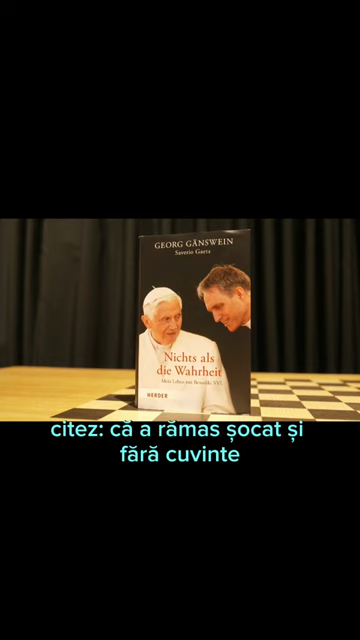 GEORG GÄNSWEIN
Saverio Gaeta
Nichts als
die Wahrheit
Mein Leben mit Benedikt XVI.
HERDER
citez: că a rămas șocat și
fără cuvinte